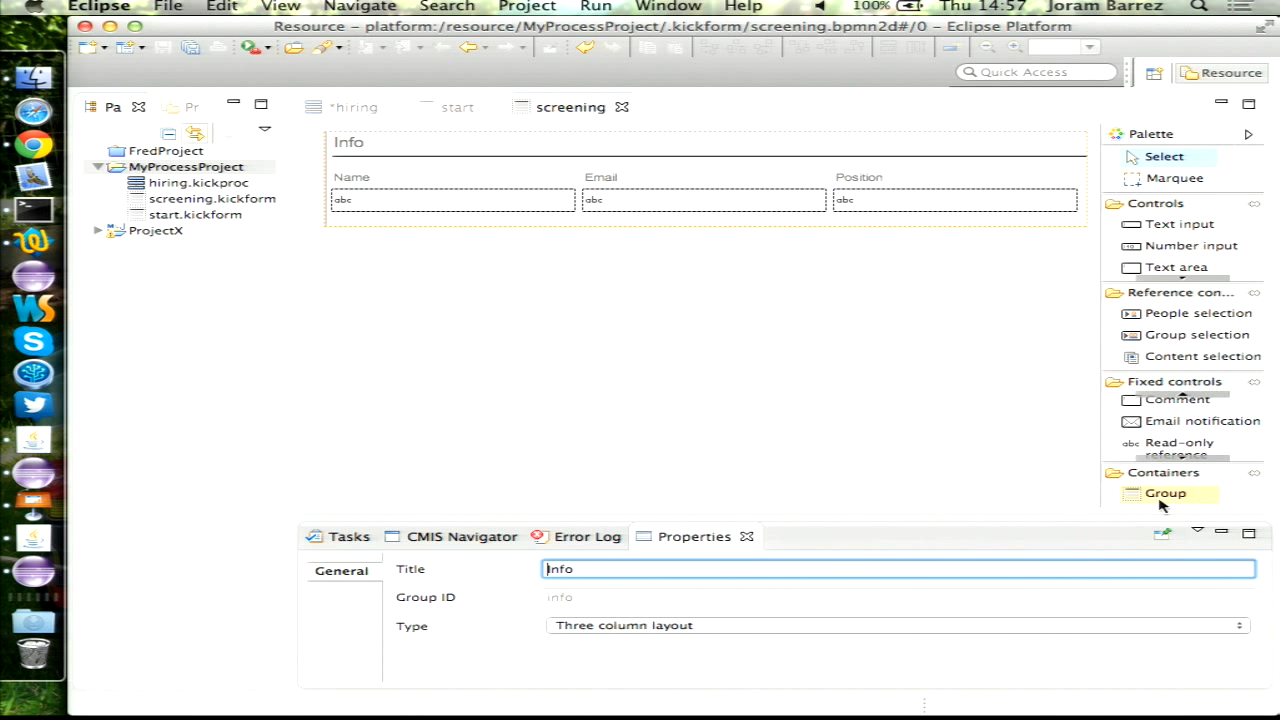 Eclipse File Edit View Navigate Search Project Run Window Help 100% Thu 14:57 Joram Barrez
Resource - platform:/resource/MyProcessProject/.kickform/screening.bpmn2d#/0 - Eclipse Platform
Quick Access
Resource
Pa
Pr
*hiring
start
screening
FredProject
MyProcessProject
hiring.kickproc
screening.kickform
start.kickform
ProjectX
Info
Name Email Position
abc abc abc
Palette
Select
Marquee
Controls
Text input
Number input
Text area
Reference con...
People selection
Group selection
Content selection
Fixed controls
Comment
Email notification
abc Read-only
reference
Containers
Group
Tasks CMIS Navigator Error Log Properties
General
Title Info
Group ID info
Type Three column layout